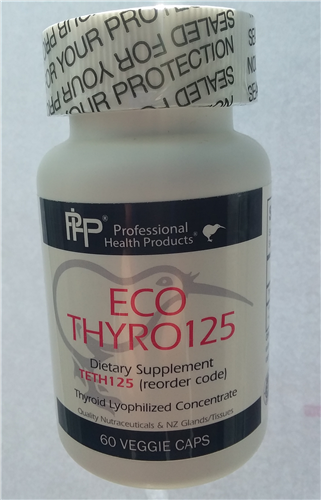 SEALED FOR YOUR PROTECTION
PHP®
Professional
Health Products®
ECO
THYRO125
Dietary Supplement
TETH125 (reorder code)
Thyroid Lyophilized Concentrate
Quality Nutraceuticals & NZ Glands/Tissues
60 VEGGIE CAPS